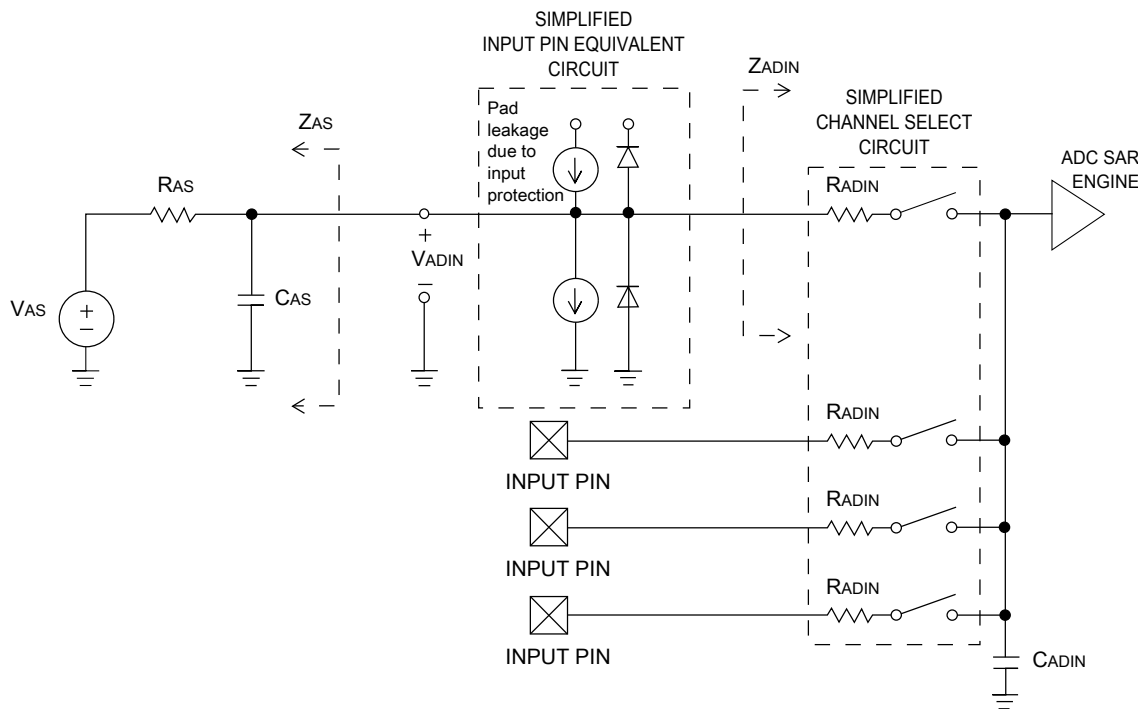 SIMPLIFIED
INPUT PIN EQUIVALENT
CIRCUIT
Pad
leakage
due to
input
protection
ZAS
RAS
VAS
+
−
CAS
+
VADIN
−
ZADIN
SIMPLIFIED
CHANNEL SELECT
CIRCUIT
RADIN
ADC SAR
ENGINE
RADIN
INPUT PIN
RADIN
INPUT PIN
RADIN
INPUT PIN
CADIN